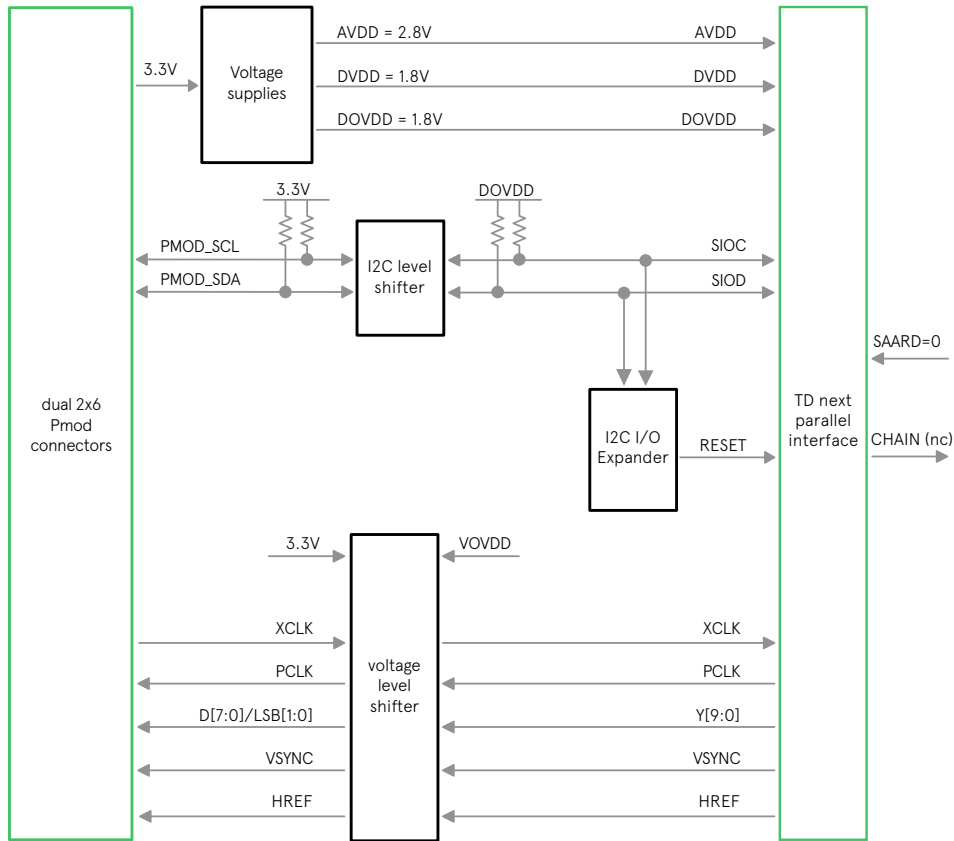 AVDD = 2.8V
AVDD
3.3V
Voltage
supplies
DVDD = 1.8V
DVDD
DOVDD = 1.8V
DOVDD
3.3V
DOVDD
PMOD_SCL
I2C level
shifter
SIOC
PMOD_SDA
SIOD
SAARD=0
dual 2x6
Pmod
connectors
TD next
parallel
interface
CHAIN (nc)
I2C I/O
Expander
RESET
3.3V
VOVDD
XCLK
XCLK
voltage
level
shifter
PCLK
PCLK
D[7:0]/LSB[1:0]
Y[9:0]
VSYNC
VSYNC
HREF
HREF